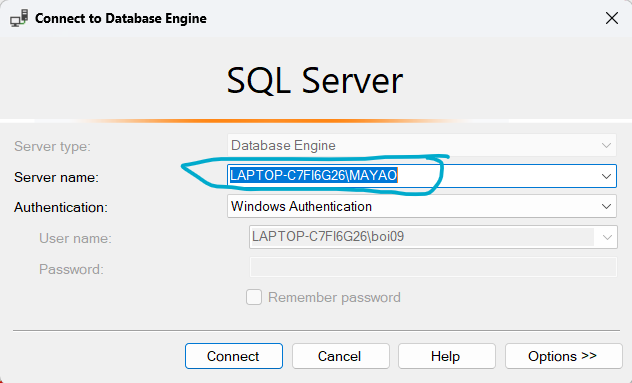 Connect to Database Engine
SQL Server
Server type: Database Engine
Server name: LAPTOP-C7FI6G26\MAYAO
Authentication: Windows Authentication
User name: LAPTOP-C7FI6G26\boi09
Password:
Remember password
Connect Cancel Help Options >>